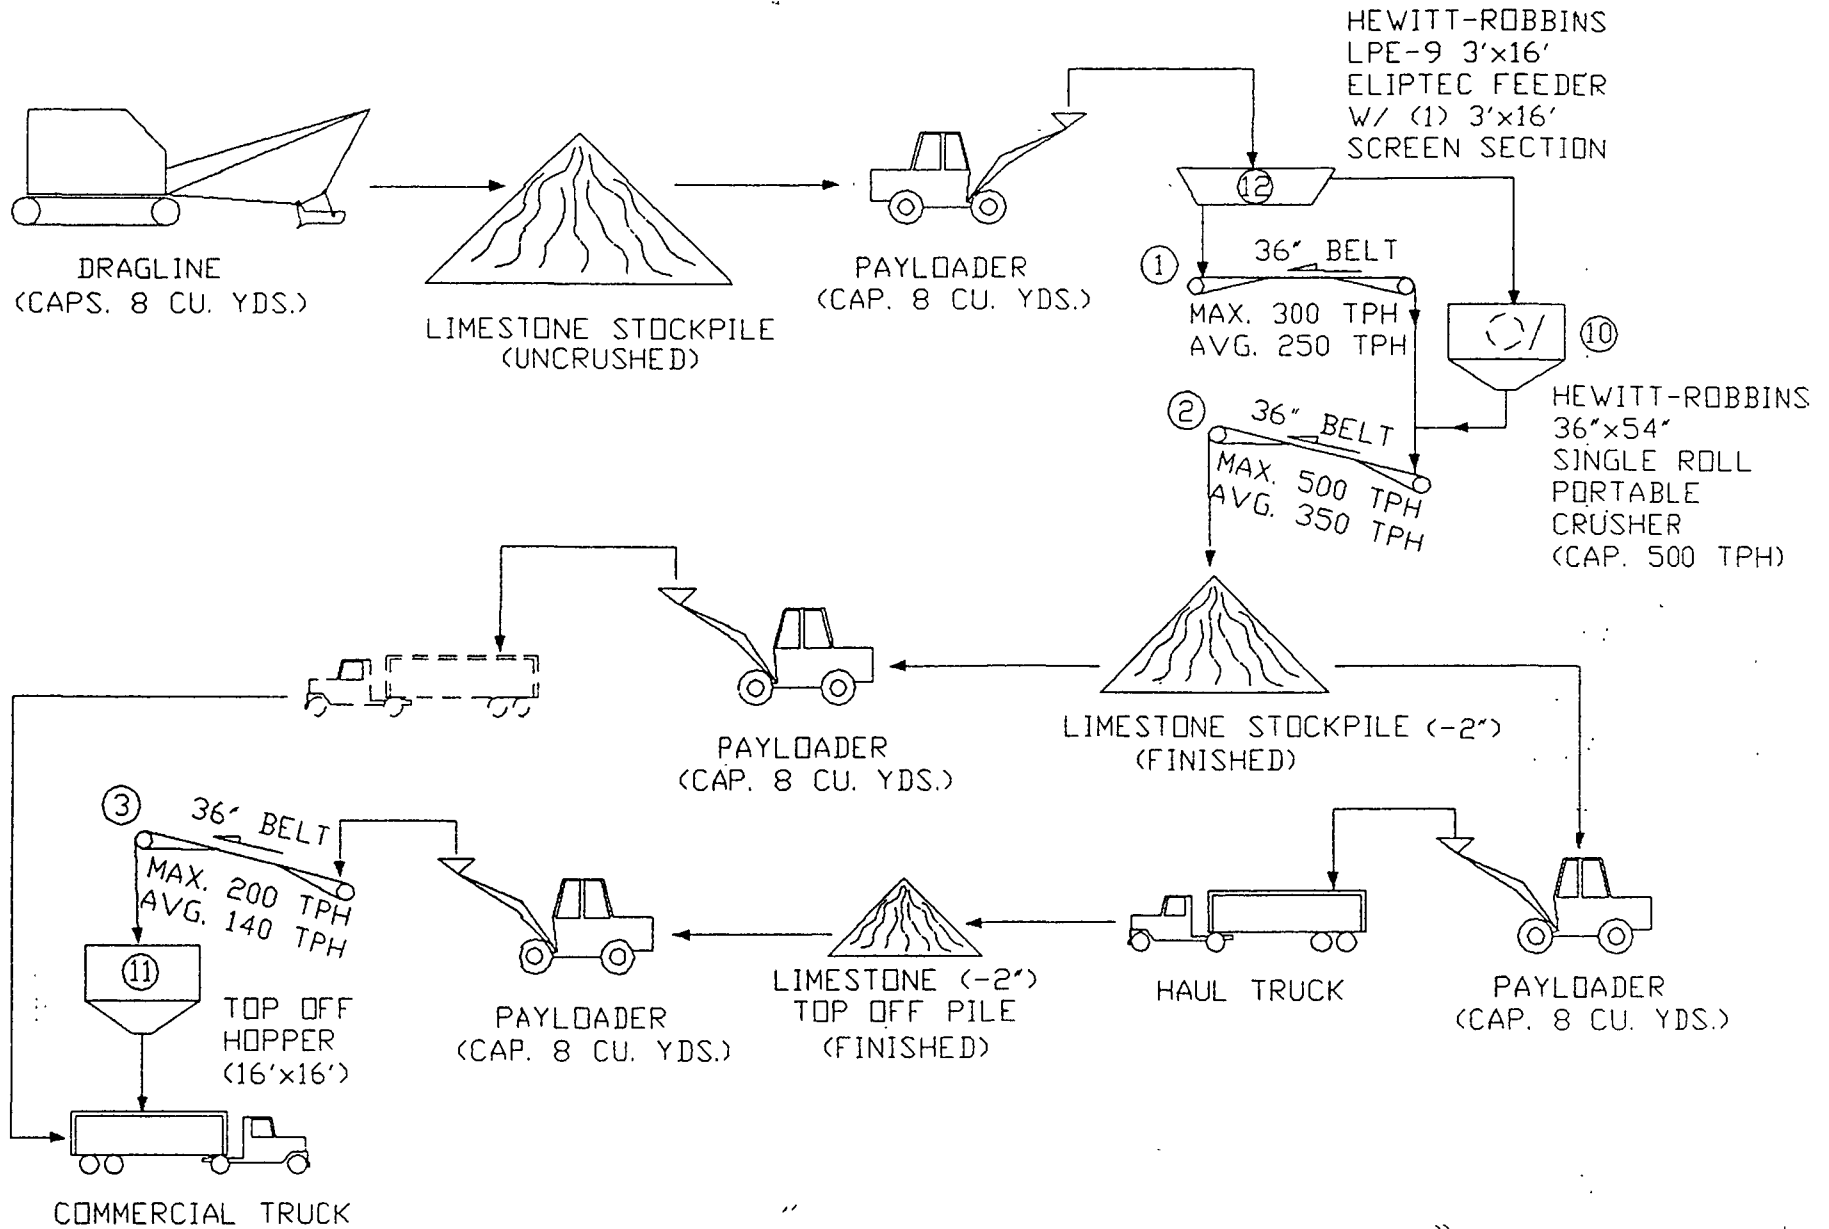 HEWITT-ROBBINS
LPE-9 3'x16'
ELIPTEC FEEDER
W/ (1) 3'x16'
SCREEN SECTION
12
DRAGLINE
(CAPS. 8 CU. YDS.)
LIMESTONE STOCKPILE
(UNCRUSHED)
PAYLOADER
(CAP. 8 CU. YDS.)
1
36" BELT
MAX. 300 TPH
AVG. 250 TPH
10
HEWITT-ROBBINS
36"x54"
SINGLE ROLL
PORTABLE
CRUSHER
(CAP. 500 TPH)
2
36" BELT
MAX. 500 TPH
AVG. 350 TPH
PAYLOADER
(CAP. 8 CU. YDS.)
LIMESTONE STOCKPILE (-2")
(FINISHED)
3
36" BELT
MAX. 200 TPH
AVG. 140 TPH
11
TOP OFF
HOPPER
(16'x16')
PAYLOADER
(CAP. 8 CU. YDS.)
LIMESTONE (-2")
TOP OFF PILE
(FINISHED)
HAUL TRUCK
PAYLOADER
(CAP. 8 CU. YDS.)
COMMERCIAL TRUCK